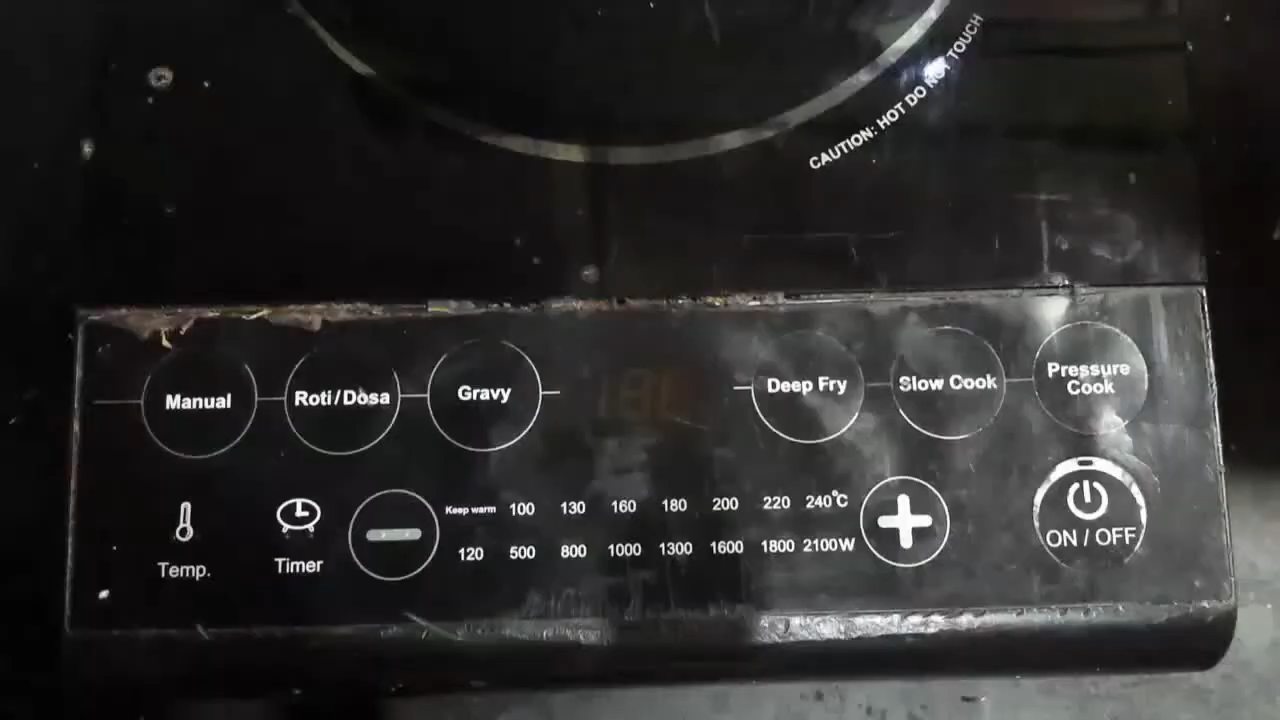 CAUTION: HOT DO NOT TOUCH
Manual
Roti/Dosa
Gravy
Deep Fry
Slow Cook
Pressure
Cook
Temp.
Timer
Keep warm 100 130 160 180 200 220 240°C
120 500 800 1000 1300 1600 1800 2100W
ON / OFF